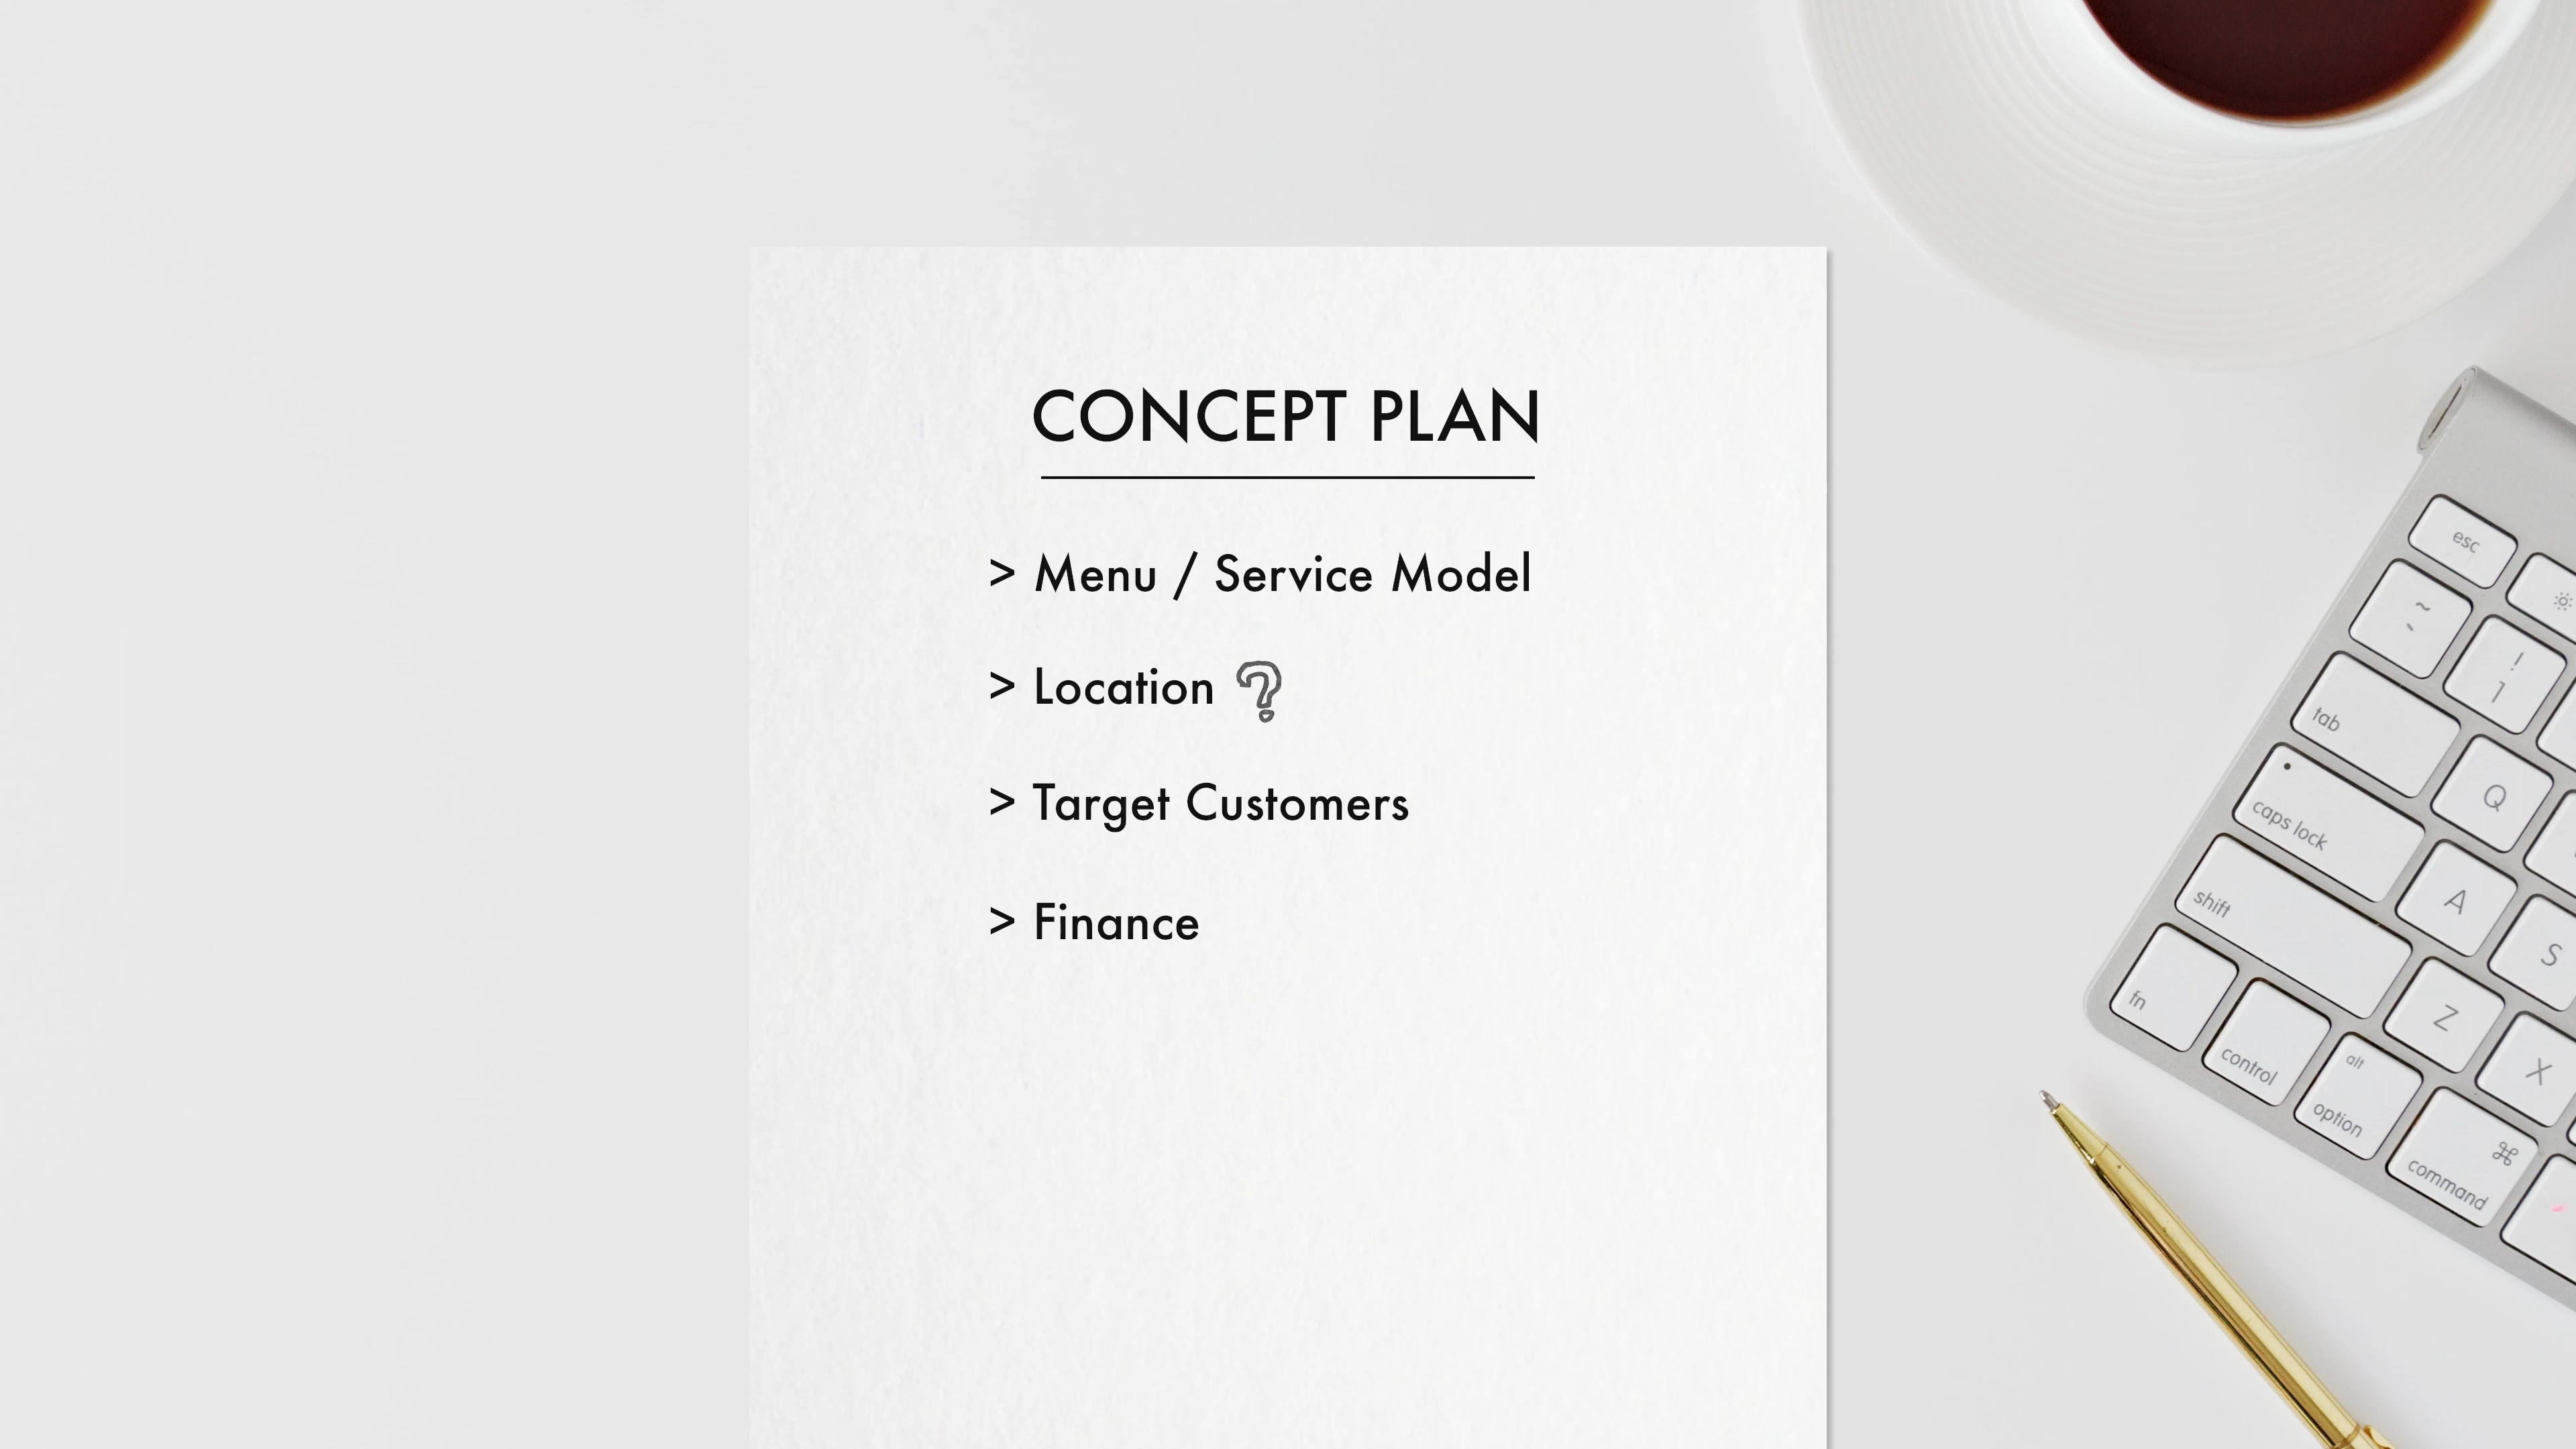 CONCEPT PLAN
> Menu / Service Model
> Location ?
> Target Customers
> Finance
esc
~
`
!
1
tab
Q
caps lock
A
shift
S
fn
Z
control
X
alt
option
⌘
command